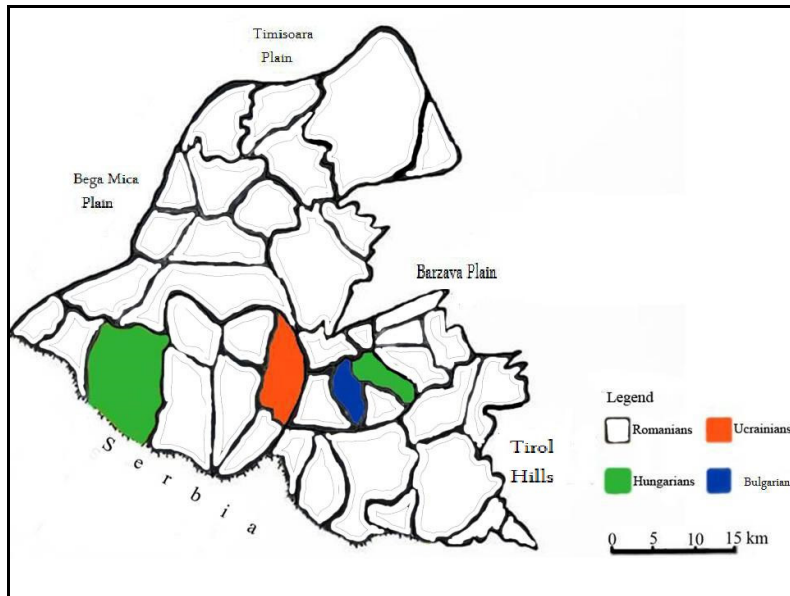 Timisoara
Plain
Bega Mica
Plain
Barzava Plain
Tirol
Hills
Serbia
Legend
Romanians
Ucrainians
Hungarians
Bulgarian
0 5 10 15 km